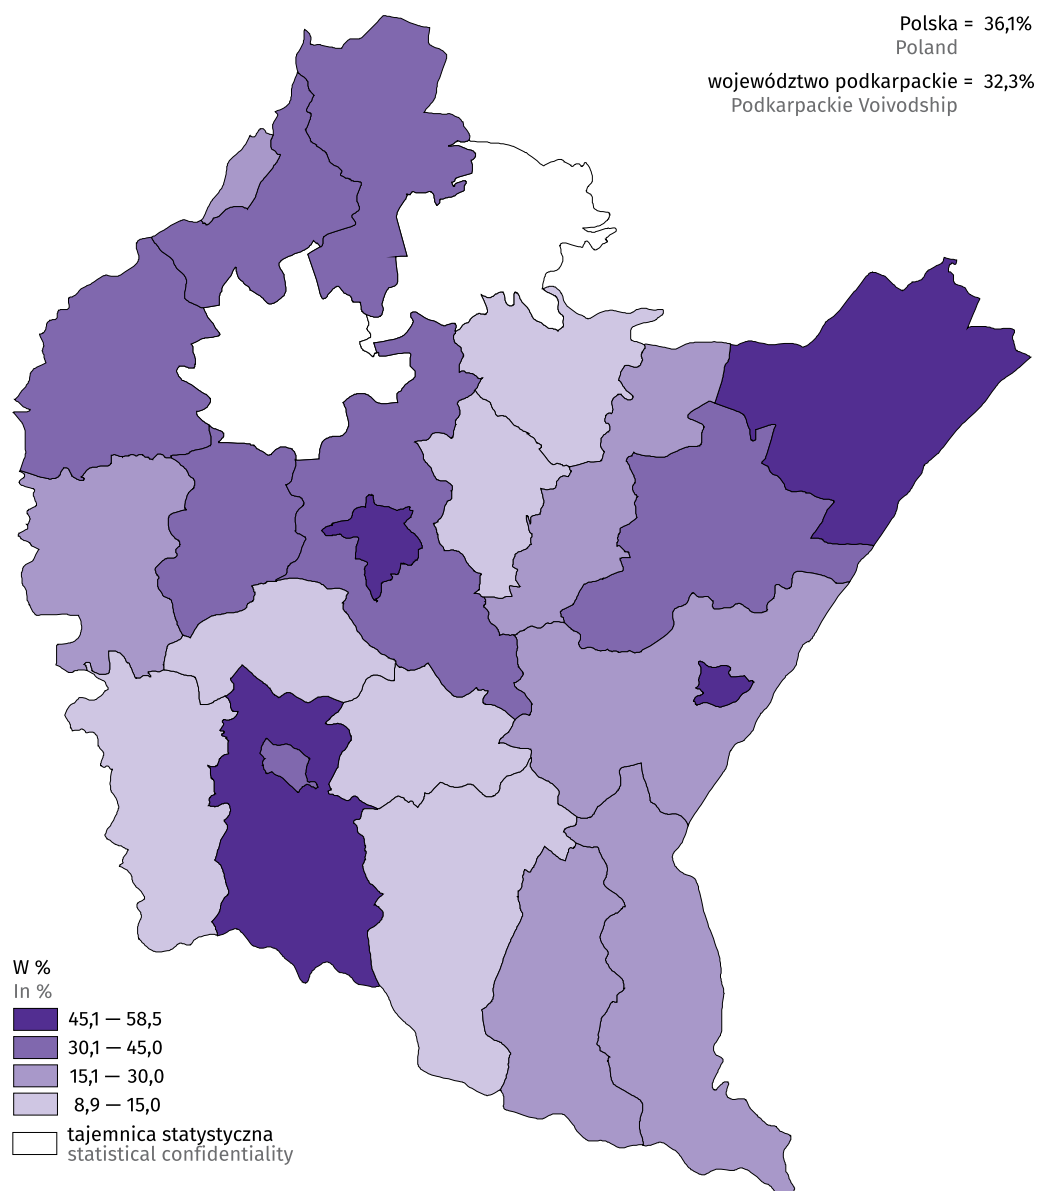 Polska = 36,1%
Poland
województwo podkarpackie = 32,3%
Podkarpackie Voivodship
W %
In %
45,1 — 58,5
30,1 — 45,0
15,1 — 30,0
8,9 — 15,0
tajemnica statystyczna
statistical confidentiality